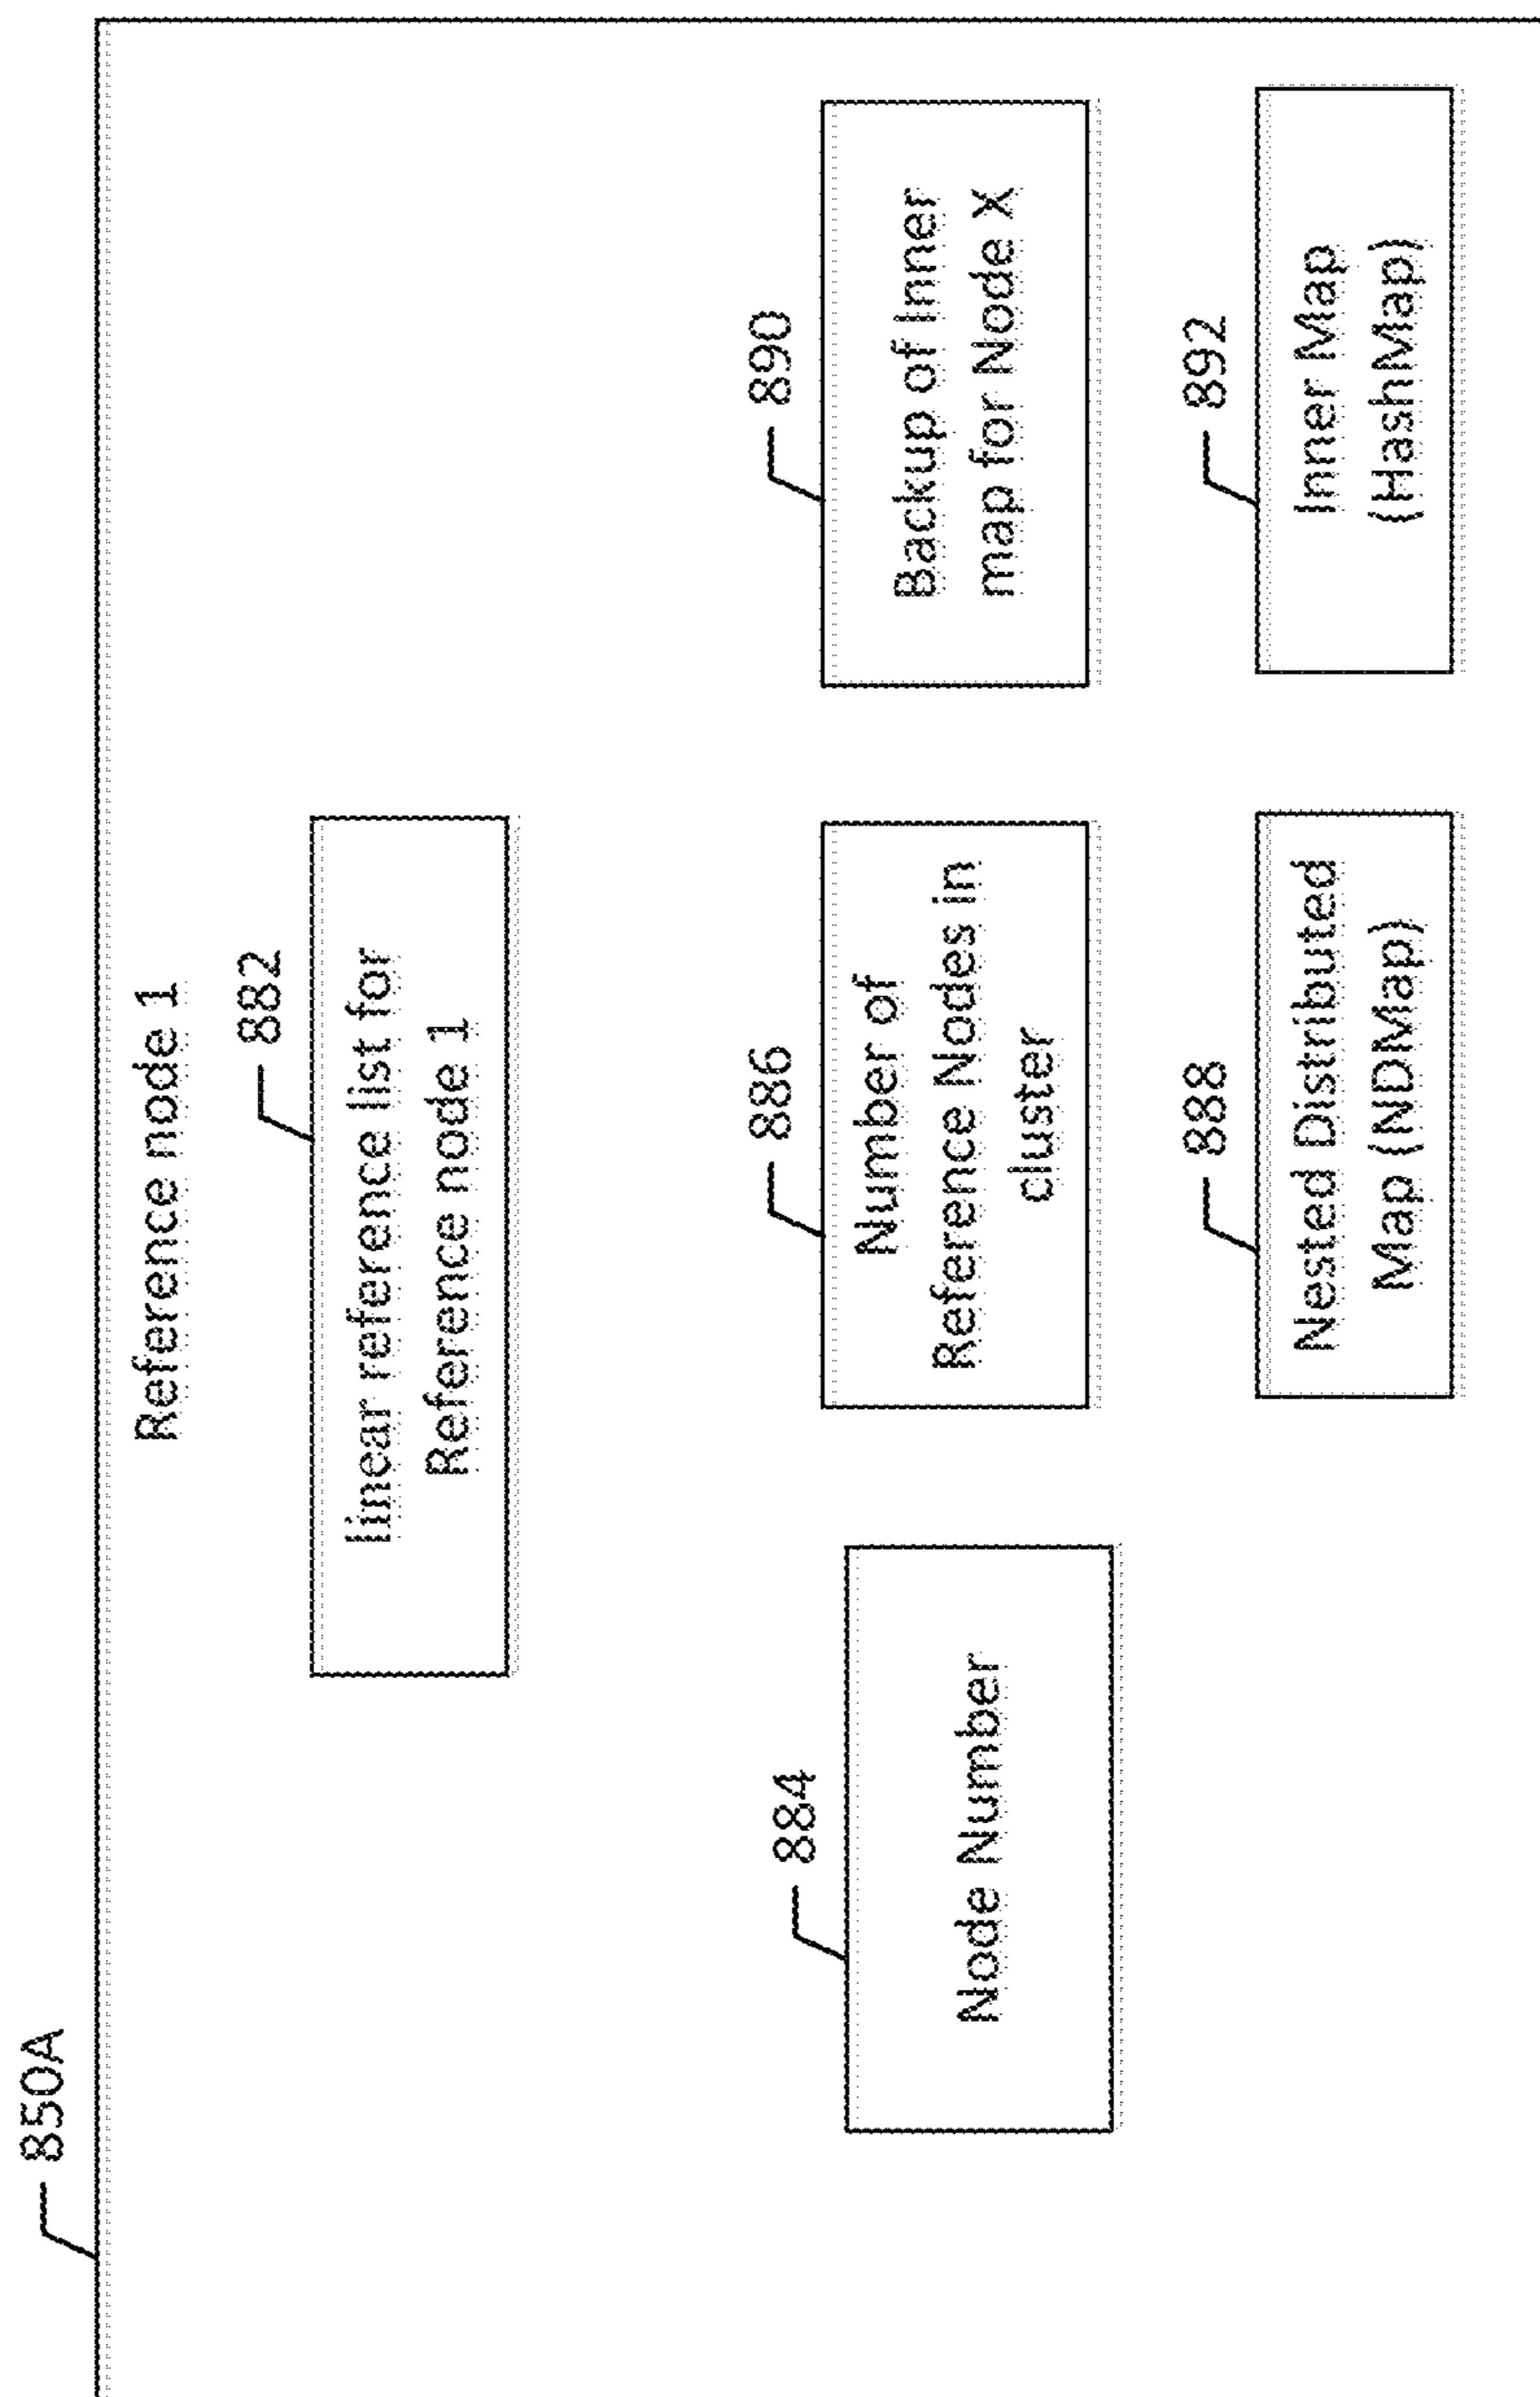 850A
Reference node 1
882
linear reference list for
Reference node 1
884
Node Number
886
Number of
Reference Nodes in
cluster
890
Backup of Inner
map for Node X
888
Nested Distributed
Map (NDMap)
892
Inner Map
(HashMap)